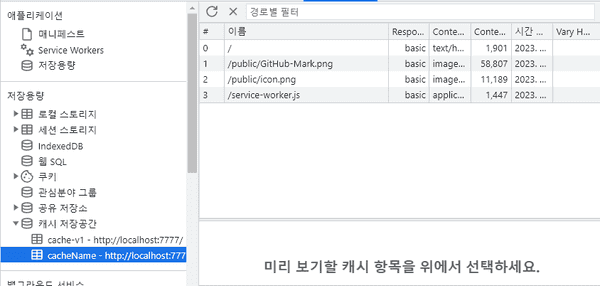 애플리케이션
매니페스트
Service Workers
저장용량
저장용량
로컬 스토리지
세션 스토리지
IndexedDB
웹 SQL
쿠키
관심분야 그룹
공유 저장소
캐시 저장공간
cache-v1 - http://localhost:7777/
cacheName - http://localhost:777
백그라운드 서비스
경로별 필터
# 이름 Respo... Conte... Conte... 시간 ... Vary H...
0 / basic text/h... 1,901 2023. ...
1 /public/GitHub-Mark.png basic image... 58,807 2023. ...
2 /public/icon.png basic image... 11,189 2023. ...
3 /service-worker.js basic applic... 1,447 2023. ...
미리 보기할 캐시 항목을 위에서 선택하세요.